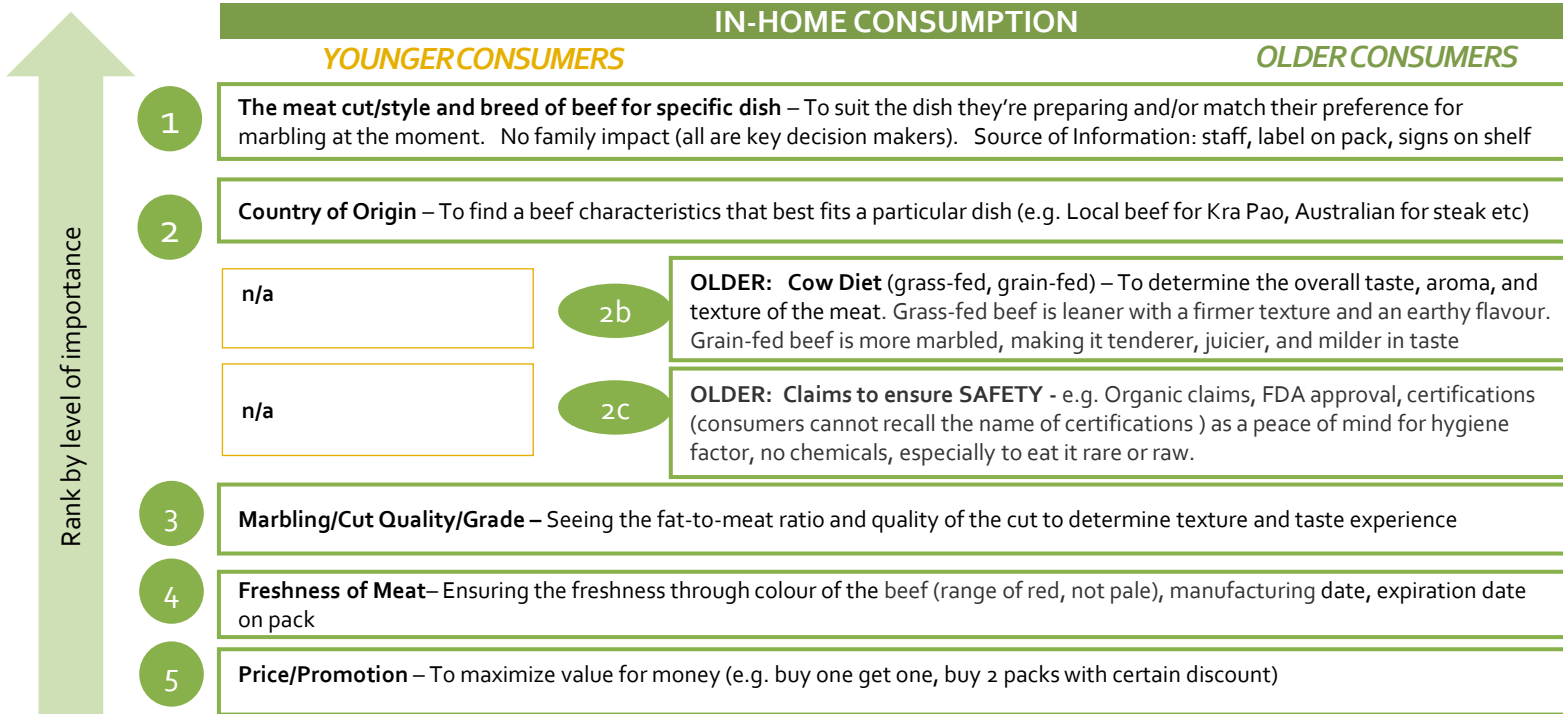 IN-HOME CONSUMPTION
YOUNGER CONSUMERS
OLDER CONSUMERS
Rank by level of importance
1
The meat cut/style and breed of beef for specific dish – To suit the dish they’re preparing and/or match their preference for
marbling at the moment. No family impact (all are key decision makers). Source of Information: staff, label on pack, signs on shelf
2
Country of Origin – To find a beef characteristics that best fits a particular dish (e.g. Local beef for Kra Pao, Australian for steak etc)
n/a
2b
OLDER: Cow Diet (grass-fed, grain-fed) – To determine the overall taste, aroma, and
texture of the meat. Grass-fed beef is leaner with a firmer texture and an earthy flavour.
Grain-fed beef is more marbled, making it tenderer, juicier, and milder in taste
n/a
2c
OLDER: Claims to ensure SAFETY - e.g. Organic claims, FDA approval, certifications
(consumers cannot recall the name of certifications ) as a peace of mind for hygiene
factor, no chemicals, especially to eat it rare or raw.
3
Marbling/Cut Quality/Grade – Seeing the fat-to-meat ratio and quality of the cut to determine texture and taste experience
4
Freshness of Meat– Ensuring the freshness through colour of the beef (range of red, not pale), manufacturing date, expiration date
on pack
5
Price/Promotion – To maximize value for money (e.g. buy one get one, buy 2 packs with certain discount)